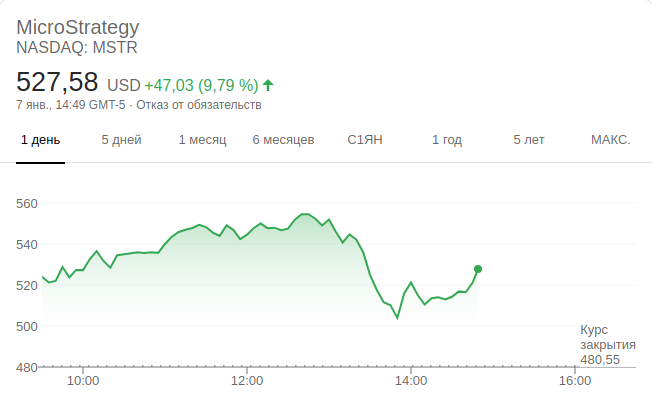 MicroStrategy
NASDAQ: MSTR
527,58 USD +47,03 (9,79 %)
7 янв., 14:49 GMT-5 · Отказ от обязательств
1 день 5 дней 1 месяц 6 месяцев С1ЯН 1 год 5 лет МАКС.
560
540
520
500
480
Курс
закрытия
480,55
10:00 12:00 14:00 16:00